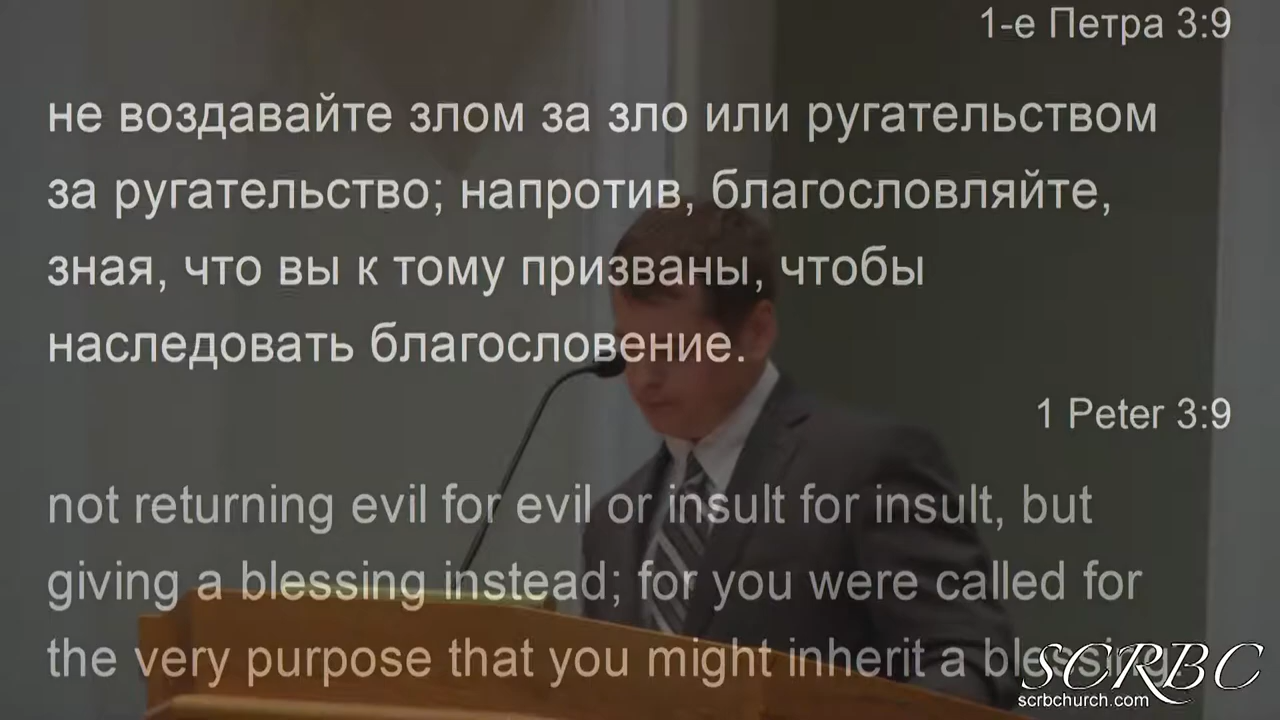 1-е Петра 3:9
не воздавайте злом за зло или ругательством
за ругательство; напротив, благословляйте,
зная, что вы к тому призваны, чтобы
наследовать благословение.
1 Peter 3:9
not returning evil for evil or insult for insult, but
giving a blessing instead; for you were called for
the very purpose that you might inherit a blessing.
SCRBC
scrbchurch.com